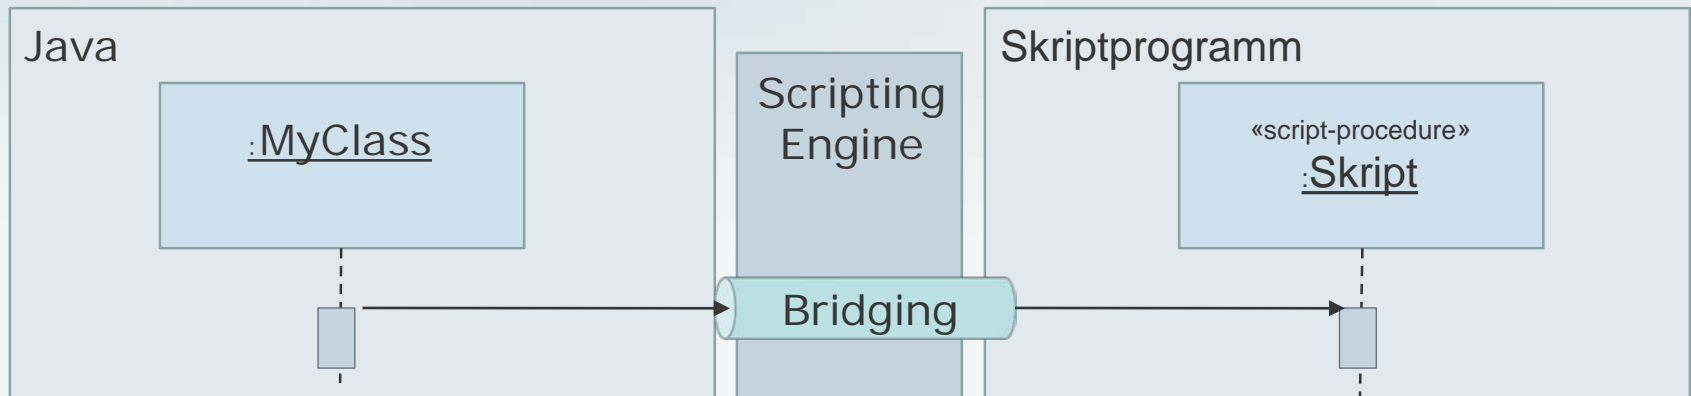 Java
:MyClass
Scripting
Engine
Skriptprogramm
«script-procedure»
:Skript
Bridging